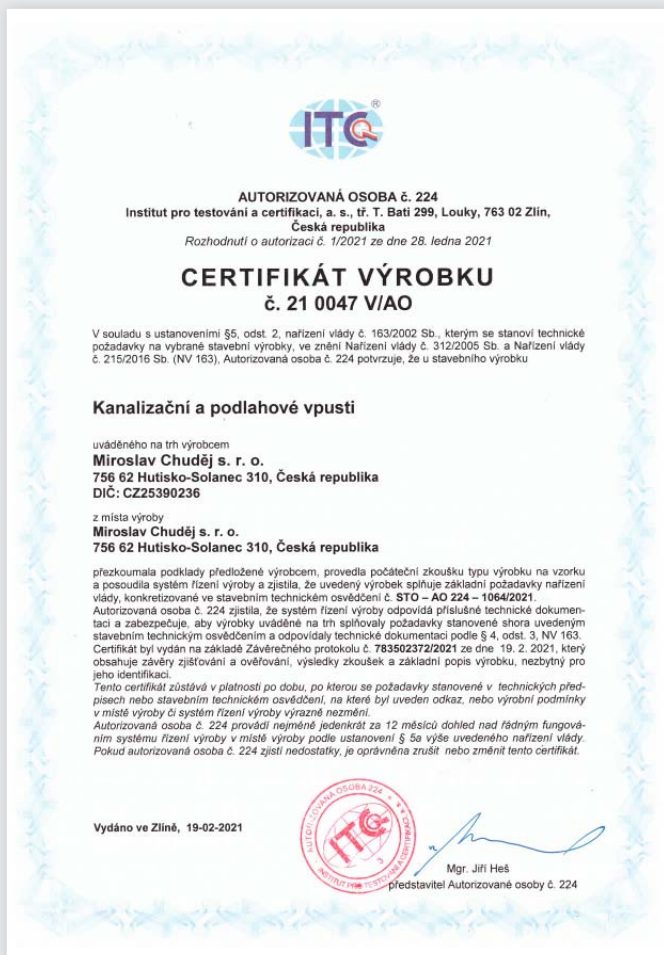 ITC ®
AUTORIZOVANÁ OSOBA č. 224
Institut pro testování a certifikaci, a. s., tř. T. Bati 299, Louky, 763 02 Zlín,
Česká republika
Rozhodnutí o autorizaci č. 1/2021 ze dne 28. ledna 2021
CERTIFIKÁT VÝROBKU
č. 21 0047 V/AO
V souladu s ustanoveními §5, odst. 2, nařízení vlády č. 163/2002 Sb., kterým se stanoví technické
požadavky na vybrané stavební výrobky, ve znění Nařízení vlády č. 312/2005 Sb. a Nařízení vlády
č. 215/2016 Sb. (NV 163), Autorizovaná osoba č. 224 potvrzuje, že u stavebního výrobku
Kanalizační a podlahové vpusti
uváděného na trh výrobcem
Miroslav Chuděj s. r. o.
756 62 Hutisko-Solanec 310, Česká republika
DIČ: CZ25390236
z místa výroby
Miroslav Chuděj s. r. o.
756 62 Hutisko-Solanec 310, Česká republika
přezkoumala podklady předložené výrobcem, provedla počáteční zkoušku typu výrobku na vzorku
a posoudila systém řízení výroby a zjistila, že uvedený výrobek splňuje základní požadavky nařízení
vlády, konkretizované ve stavebním technickém osvědčení č. STO – AO 224 – 1064/2021.
Autorizovaná osoba č. 224 zjistila, že systém řízení výroby odpovídá příslušné technické dokumen-
taci a zabezpečuje, aby výrobky uváděné na trh splňovaly požadavky stanovené shora uvedeným
stavebním technickým osvědčením a odpovídaly technické dokumentaci podle § 4, odst. 3, NV 163.
Certifikát byl vydán na základě Závěrečného protokolu č. 783502372/2021 ze dne 19. 2. 2021, který
obsahuje závěry zjišťování a ověřování, výsledky zkoušek a základní popis výrobku, nezbytný pro
jeho identifikaci.
Tento certifikát zůstává v platnosti po dobu, po kterou se požadavky stanovené v technických před-
pisech nebo stavebním technickém osvědčení, na které byl uveden odkaz, nebo výrobní podmínky
v místě výroby či systém řízení výroby výrazně nezmění.
Autorizovaná osoba č. 224 provádí nejméně jedenkrát za 12 měsíců dohled nad řádným fungová-
ním systému řízení výroby v místě výroby podle ustanovení § 5a výše uvedeného nařízení vlády.
Pokud autorizovaná osoba č. 224 zjistí nedostatky, je oprávněna zrušit nebo změnit tento certifikát.
AUTORIZOVANÁ OSOBA 224
ITC
3
INSTITUT PRO TESTOVÁNÍ A CERTIFIKACI
Vydáno ve Zlíně, 19-02-2021
Mgr. Jiří Heš
představitel Autorizované osoby č. 224